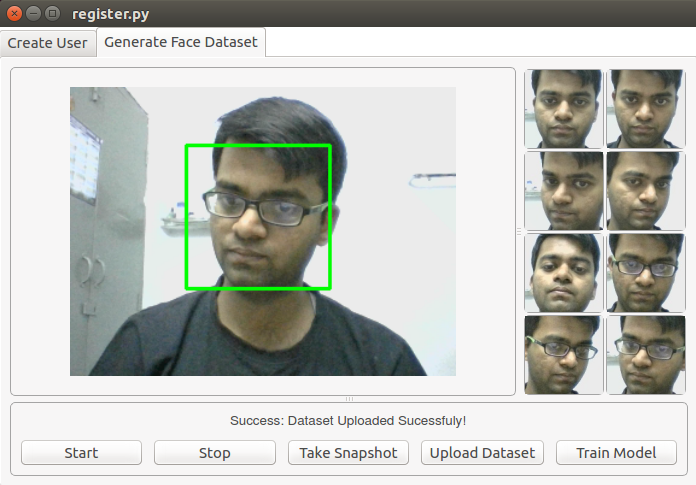 register.py
Create User
Generate Face Dataset
Success: Dataset Uploaded Sucessfuly!
Start
Stop
Take Snapshot
Upload Dataset
Train Model